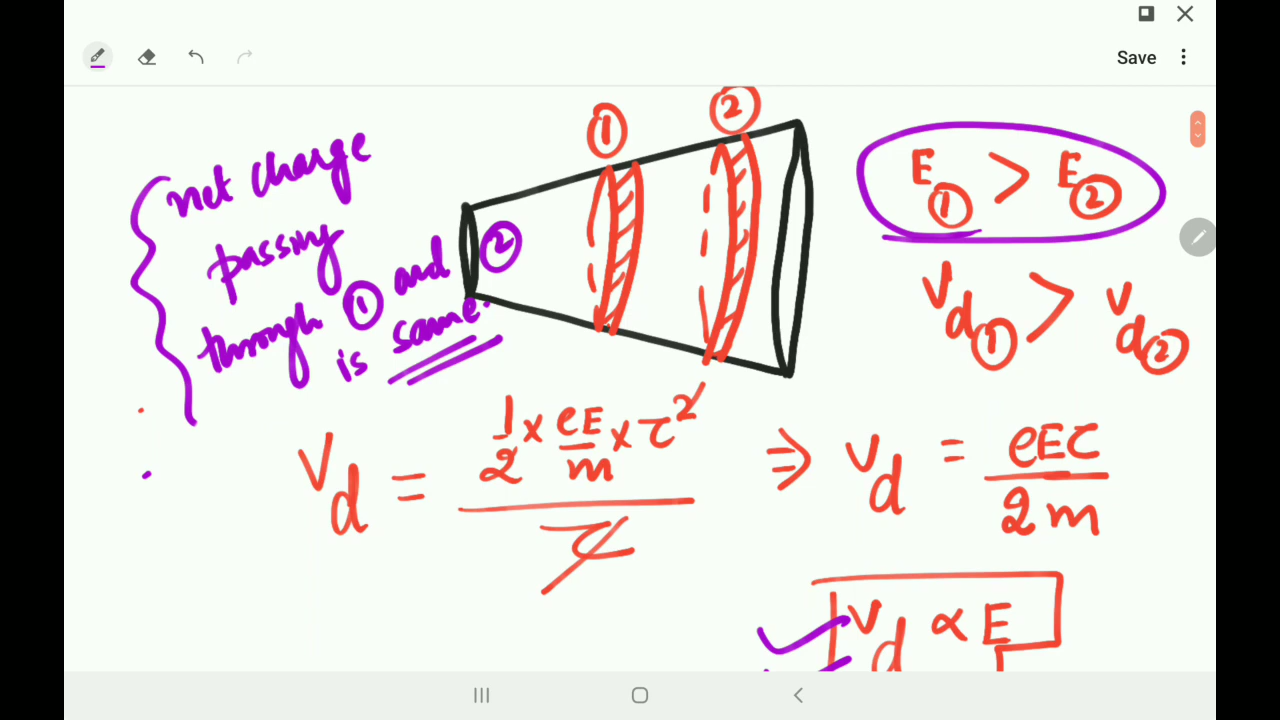 Save
① ②
net charge
passing
through ① and ②
is same.
E① > E②
Vd① > Vd②
Vd = 1/2 × eE/m × τ² / τ ⇒ Vd = eEτ / 2m
Vd ∝ E